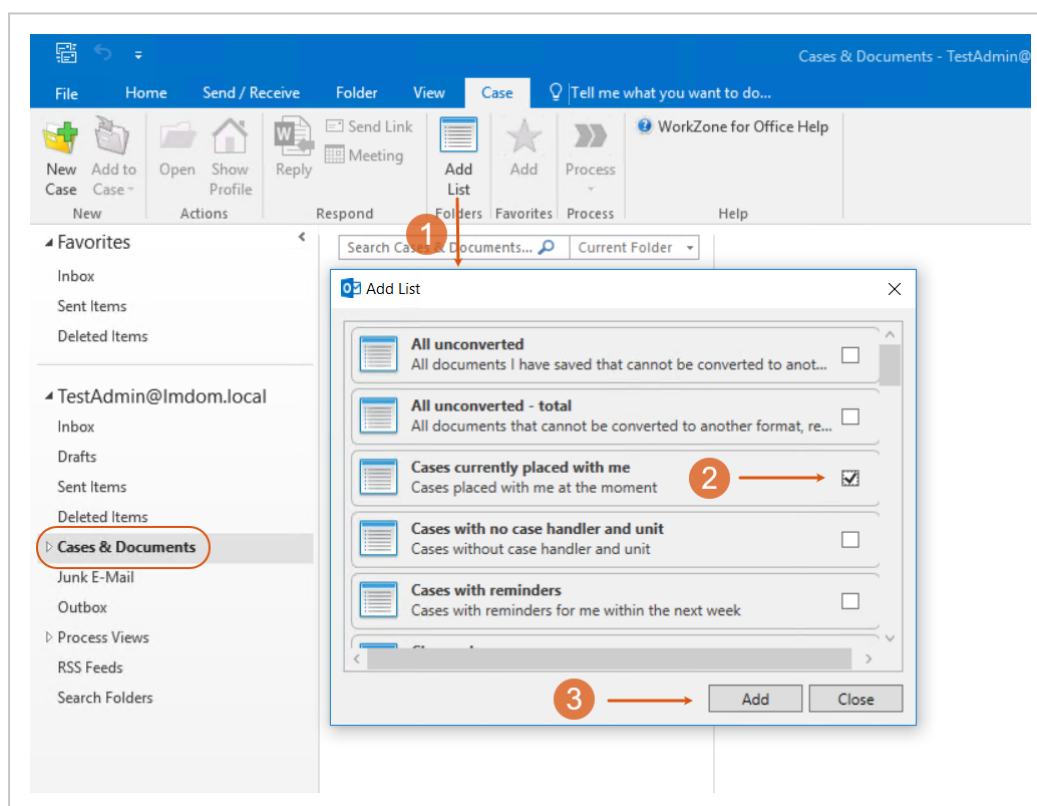 Cases & Documents - TestAdmin@
File Home Send / Receive Folder View Case Tell me what you want to do...
New Case
Add to Case
Open
Show Profile
Reply
Send Link
Meeting
Add List
Add
Process
WorkZone for Office Help
New Actions Respond Folders Favorites Process Help
1
Favorites
Inbox
Sent Items
Deleted Items
TestAdmin@lmdom.local
Inbox
Drafts
Sent Items
Deleted Items
Cases & Documents
Junk E-Mail
Outbox
Process Views
RSS Feeds
Search Folders
Search Cases & Documents... Current Folder
Add List
All unconverted
All documents I have saved that cannot be converted to anot...
All unconverted - total
All documents that cannot be converted to another format, re...
Cases currently placed with me
Cases placed with me at the moment
2
Cases with no case handler and unit
Cases without case handler and unit
Cases with reminders
Cases with reminders for me within the next week
3
Add Close